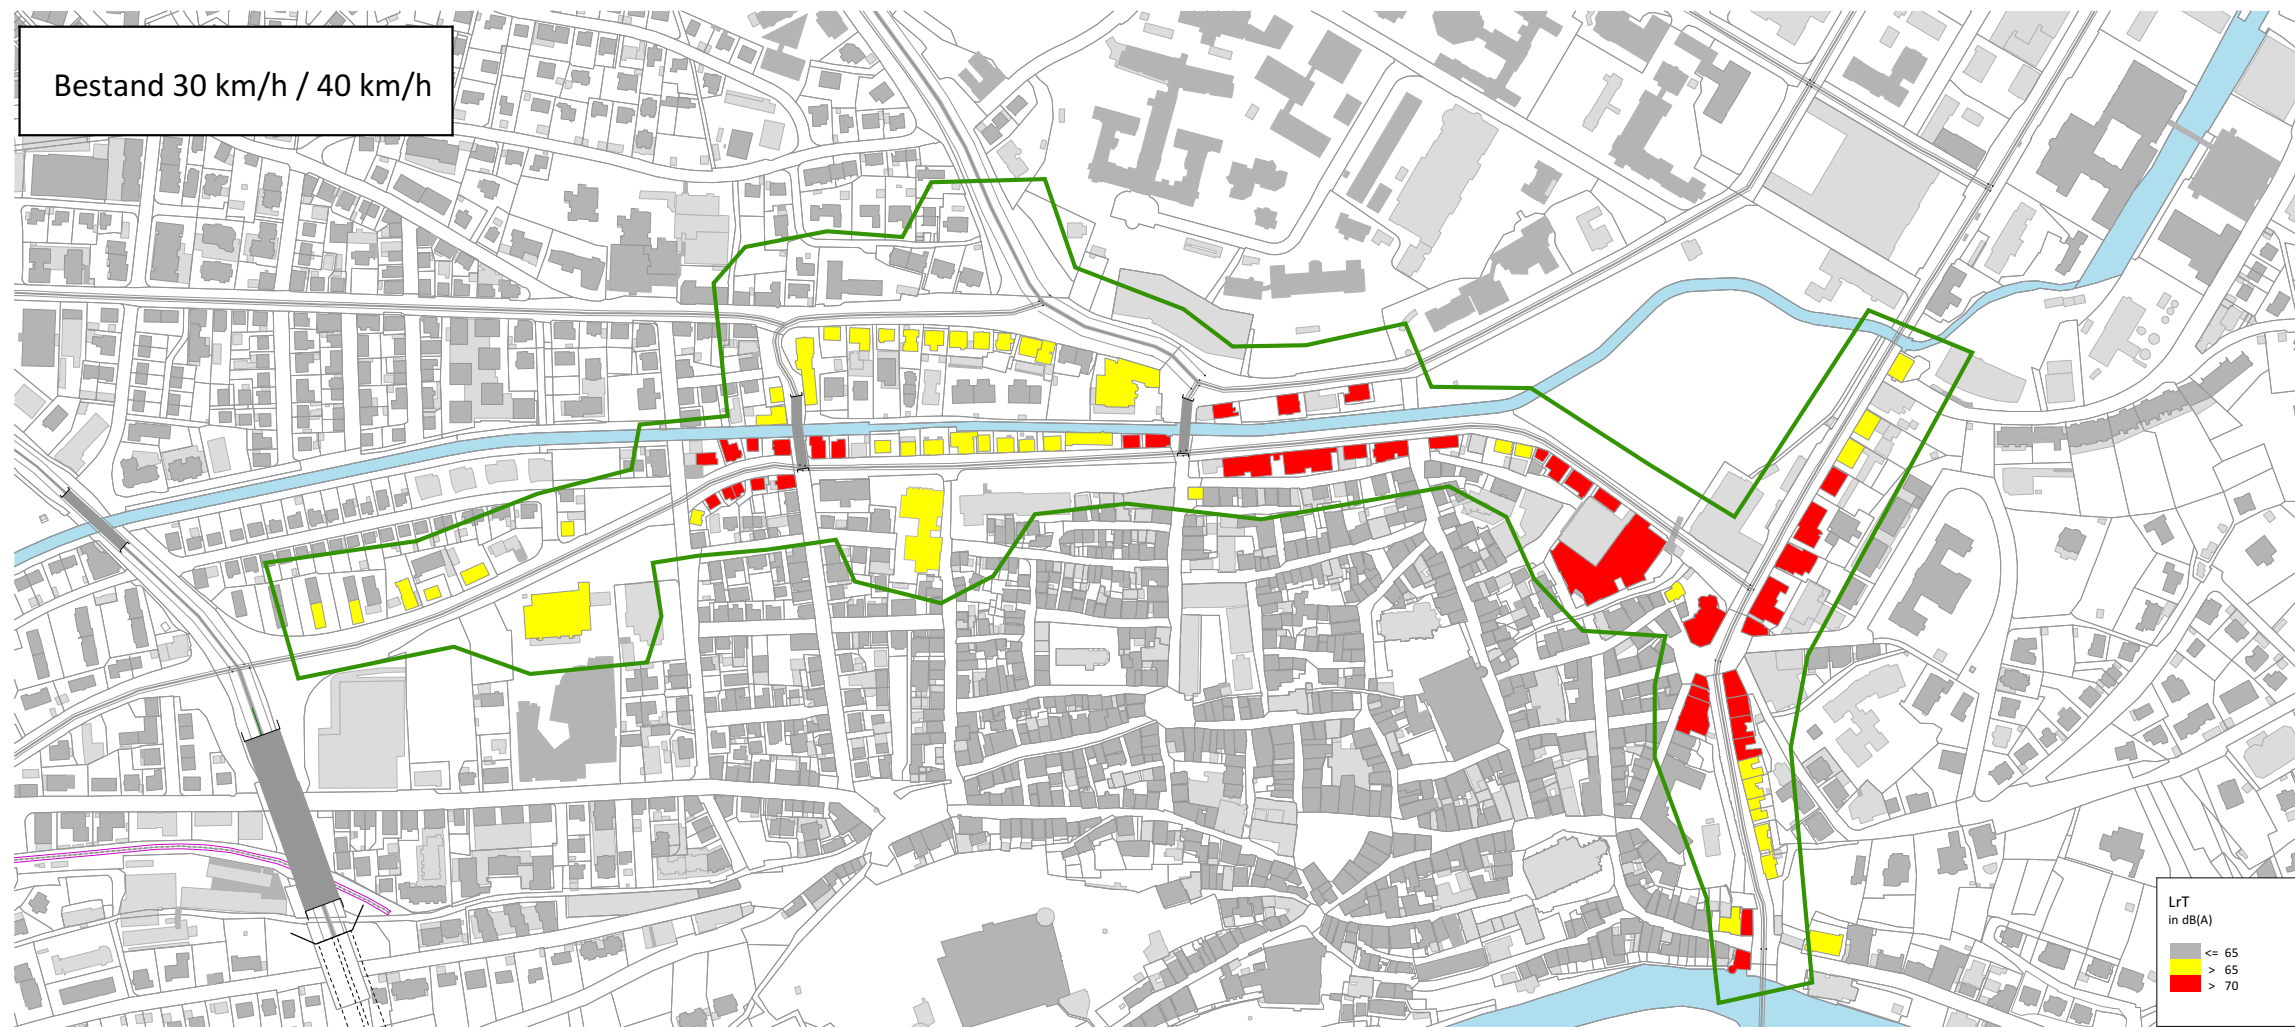 Bestand 30 km/h / 40 km/h
LrT
in dB(A)
<= 65
> 65
> 70